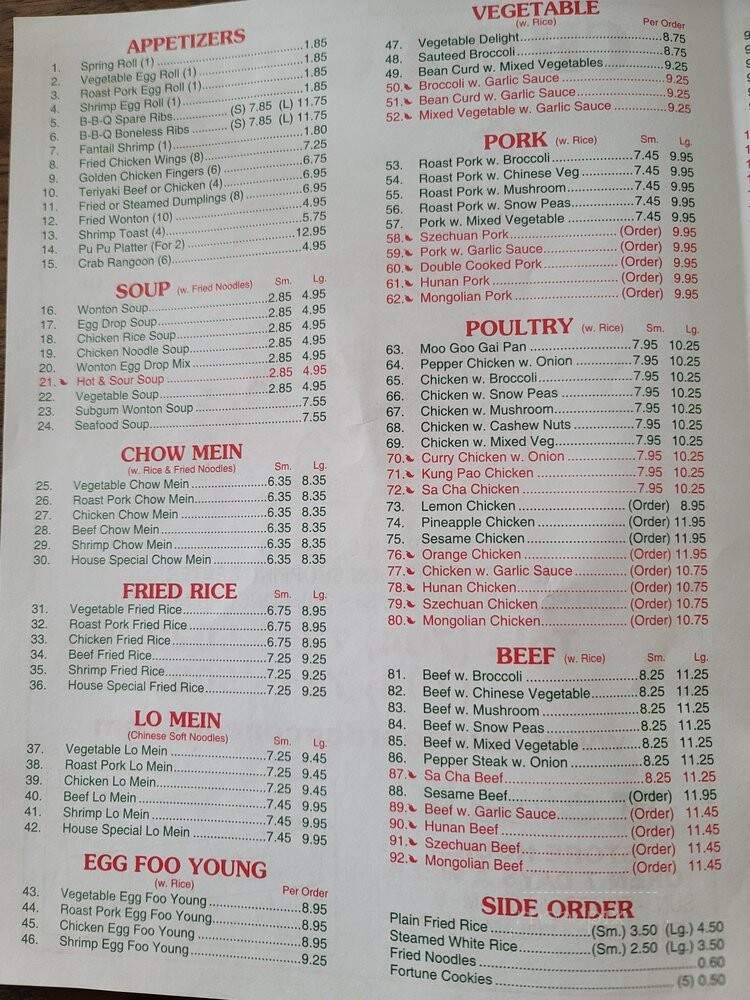 APPETIZERS
1. Spring Roll (1) 1.85
2. Vegetable Egg Roll (1) 1.85
3. Roast Pork Egg Roll (1) 1.85
4. Shrimp Egg Roll (1) 1.85
5. B-B-Q Spare Ribs (S) 7.85 (L) 11.75
6. B-B-Q Boneless Ribs (S) 7.85 (L) 11.75
7. Fantail Shrimp (1) 1.80
8. Fried Chicken Wings (8) 7.25
9. Golden Chicken Fingers (6) 6.75
10. Teriyaki Beef or Chicken (4) 6.95
11. Fried or Steamed Dumplings (8) 6.95
12. Fried Wonton (10) 4.95
13. Shrimp Toast (4) 5.75
14. Pu Pu Platter (For 2) 12.95
15. Crab Rangoon (6) 4.95
SOUP (w. Fried Noodles) Sm. Lg.
16. Wonton Soup 2.85 4.95
17. Egg Drop Soup 2.85 4.95
18. Chicken Rice Soup 2.85 4.95
19. Chicken Noodle Soup 2.85 4.95
20. Wonton Egg Drop Mix 2.85 4.95
21. Hot & Sour Soup 2.85 4.95
22. Vegetable Soup 2.85 4.95
23. Subgum Wonton Soup 7.55
24. Seafood Soup 7.55
CHOW MEIN
(w. Rice & Fried Noodles) Sm. Lg.
25. Vegetable Chow Mein 6.35 8.35
26. Roast Pork Chow Mein 6.35 8.35
27. Chicken Chow Mein 6.35 8.35
28. Beef Chow Mein 6.35 8.35
29. Shrimp Chow Mein 6.35 8.35
30. House Special Chow Mein 6.35 8.35
FRIED RICE Sm. Lg.
31. Vegetable Fried Rice 6.75 8.95
32. Roast Pork Fried Rice 6.75 8.95
33. Chicken Fried Rice 6.75 8.95
34. Beef Fried Rice 7.25 9.25
35. Shrimp Fried Rice 7.25 9.25
36. House Special Fried Rice 7.25 9.25
LO MEIN
(Chinese Soft Noodles) Sm. Lg.
37. Vegetable Lo Mein 7.25 9.45
38. Roast Pork Lo Mein 7.25 9.45
39. Chicken Lo Mein 7.25 9.45
40. Beef Lo Mein 7.45 9.95
41. Shrimp Lo Mein 7.45 9.95
42. House Special Lo Mein 7.45 9.95
EGG FOO YOUNG
(w. Rice) Per Order
43. Vegetable Egg Foo Young 8.95
44. Roast Pork Egg Foo Young 8.95
45. Chicken Egg Foo Young 8.95
46. Shrimp Egg Foo Young 9.25
VEGETABLE
(w. Rice) Per Order
47. Vegetable Delight 8.75
48. Sauteed Broccoli 8.75
49. Bean Curd w. Mixed Vegetables 9.25
50. Broccoli w. Garlic Sauce 9.25
51. Bean Curd w. Garlic Sauce 9.25
52. Mixed Vegetable w. Garlic Sauce 9.25
PORK (w. Rice) Sm. Lg.
53. Roast Pork w. Broccoli 7.45 9.95
54. Roast Pork w. Chinese Veg 7.45 9.95
55. Roast Pork w. Mushroom 7.45 9.95
56. Roast Pork w. Snow Peas 7.45 9.95
57. Pork w. Mixed Vegetable 7.45 9.95
58. Szechuan Pork (Order) 9.95
59. Pork w. Garlic Sauce (Order) 9.95
60. Double Cooked Pork (Order) 9.95
61. Hunan Pork (Order) 9.95
62. Mongolian Pork (Order) 9.95
POULTRY (w. Rice) Sm. Lg.
63. Moo Goo Gai Pan 7.95 10.25
64. Pepper Chicken w. Onion 7.95 10.25
65. Chicken w. Broccoli 7.95 10.25
66. Chicken w. Snow Peas 7.95 10.25
67. Chicken w. Mushroom 7.95 10.25
68. Chicken w. Cashew Nuts 7.95 10.25
69. Chicken w. Mixed Veg 7.95 10.25
70. Curry Chicken w. Onion 7.95 10.25
71. Kung Pao Chicken 7.95 10.25
72. Sa Cha Chicken 7.95 10.25
73. Lemon Chicken (Order) 8.95
74. Pineapple Chicken (Order) 11.95
75. Sesame Chicken (Order) 11.95
76. Orange Chicken (Order) 11.95
77. Chicken w. Garlic Sauce (Order) 10.75
78. Hunan Chicken (Order) 10.75
79. Szechuan Chicken (Order) 10.75
80. Mongolian Chicken (Order) 10.75
BEEF (w. Rice) Sm. Lg.
81. Beef w. Broccoli 8.25 11.25
82. Beef w. Chinese Vegetable 8.25 11.25
83. Beef w. Mushroom 8.25 11.25
84. Beef w. Snow Peas 8.25 11.25
85. Beef w. Mixed Vegetable 8.25 11.25
86. Pepper Steak w. Onion 8.25 11.25
87. Sa Cha Beef 8.25 11.25
88. Sesame Beef (Order) 11.95
89. Beef w. Garlic Sauce (Order) 11.45
90. Hunan Beef (Order) 11.45
91. Szechuan Beef (Order) 11.45
92. Mongolian Beef (Order) 11.45
SIDE ORDER
Plain Fried Rice (Sm.) 3.50 (Lg.) 4.50
Steamed White Rice (Sm.) 2.50 (Lg.) 3.50
Fried Noodles 0.60
Fortune Cookies (5) 0.50